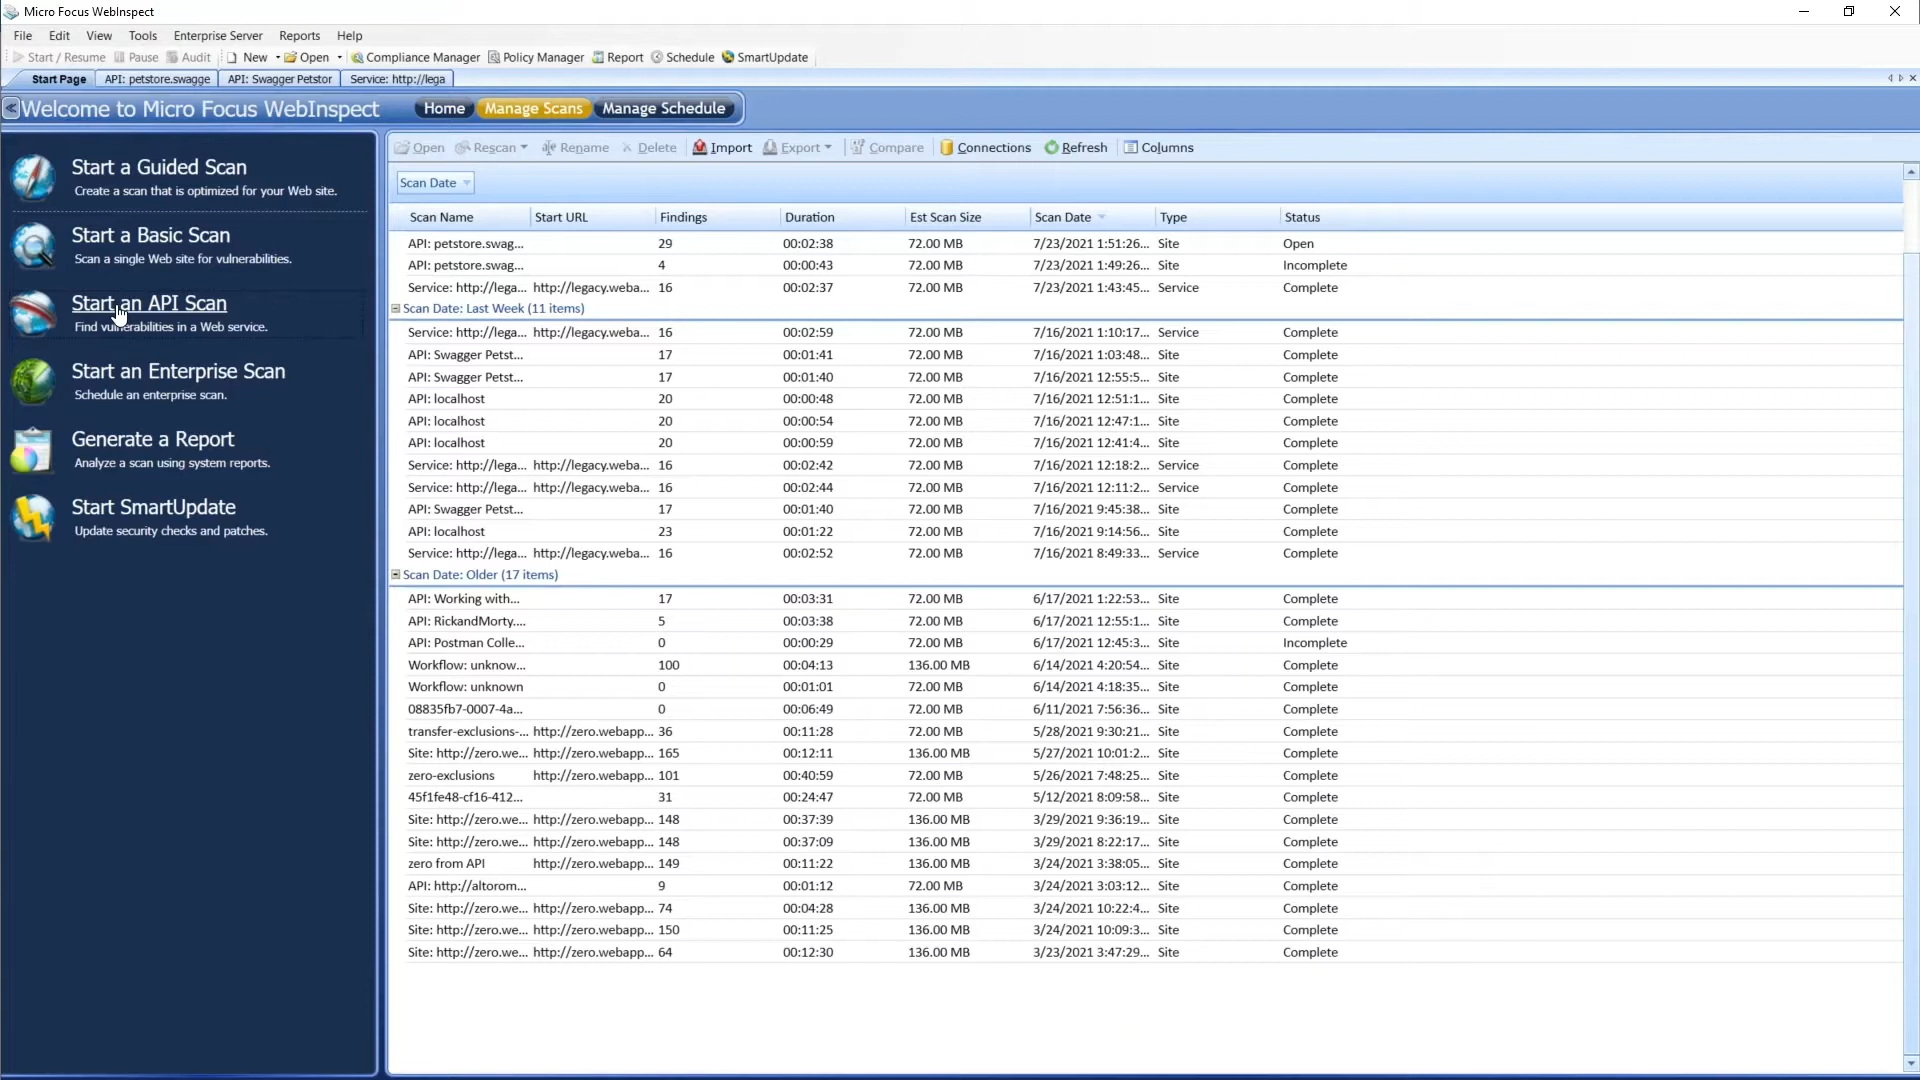 Micro Focus WebInspect
File Edit View Tools Enterprise Server Reports Help
Start / Resume Pause Audit New Open Compliance Manager Policy Manager Report Schedule SmartUpdate
Start Page API: petstore.swagge API: Swagger Petstor Service: http://lega
Welcome to Micro Focus WebInspect Home Manage Scans Manage Schedule
Start a Guided Scan
Create a scan that is optimized for your Web site.
Start a Basic Scan
Scan a single Web site for vulnerabilities.
Start an API Scan
Find vulnerabilities in a Web service.
Start an Enterprise Scan
Schedule an enterprise scan.
Generate a Report
Analyze a scan using system reports.
Start SmartUpdate
Update security checks and patches.
Open Rescan Rename Delete Import Export Compare Connections Refresh Columns
Scan Date
Scan Name Start URL Findings Duration Est Scan Size Scan Date Type Status
API: petstore.swag... 29 00:02:38 72.00 MB 7/23/2021 1:51:26... Site Open
API: petstore.swag... 4 00:00:43 72.00 MB 7/23/2021 1:49:26... Site Incomplete
Service: http://lega... http://legacy.weba... 16 00:02:37 72.00 MB 7/23/2021 1:43:45... Service Complete
Scan Date: Last Week (11 items)
Service: http://lega... http://legacy.weba... 16 00:02:59 72.00 MB 7/16/2021 1:10:17... Service Complete
API: Swagger Petst... 17 00:01:41 72.00 MB 7/16/2021 1:03:48... Site Complete
API: Swagger Petst... 17 00:01:40 72.00 MB 7/16/2021 12:55:5... Site Complete
API: localhost 20 00:00:48 72.00 MB 7/16/2021 12:51:1... Site Complete
API: localhost 20 00:00:54 72.00 MB 7/16/2021 12:47:1... Site Complete
API: localhost 20 00:00:59 72.00 MB 7/16/2021 12:41:4... Site Complete
Service: http://lega... http://legacy.weba... 16 00:02:42 72.00 MB 7/16/2021 12:18:2... Service Complete
Service: http://lega... http://legacy.weba... 16 00:02:44 72.00 MB 7/16/2021 12:11:2... Service Complete
API: Swagger Petst... 17 00:01:40 72.00 MB 7/16/2021 9:45:38... Site Complete
API: localhost 23 00:01:22 72.00 MB 7/16/2021 9:14:56... Site Complete
Service: http://lega... http://legacy.weba... 16 00:02:52 72.00 MB 7/16/2021 8:49:33... Service Complete
Scan Date: Older (17 items)
API: Working with... 17 00:03:31 72.00 MB 6/17/2021 1:22:53... Site Complete
API: RickandMorty.... 5 00:03:38 72.00 MB 6/17/2021 12:55:1... Site Complete
API: Postman Colle... 0 00:00:29 72.00 MB 6/17/2021 12:45:3... Site Incomplete
Workflow: unknow... 100 00:04:13 136.00 MB 6/14/2021 4:20:54... Site Complete
Workflow: unknown 0 00:01:01 72.00 MB 6/14/2021 4:18:35... Site Complete
08835fb7-0007-4a... 0 00:06:49 72.00 MB 6/11/2021 7:56:36... Site Complete
transfer-exclusions-... http://zero.webapp... 36 00:11:28 72.00 MB 5/28/2021 9:30:21... Site Complete
Site: http://zero.we... http://zero.webapp... 165 00:12:11 136.00 MB 5/27/2021 10:01:2... Site Complete
zero-exclusions http://zero.webapp... 101 00:40:59 72.00 MB 5/26/2021 7:48:25... Site Complete
45f1fe48-cf16-412... 31 00:24:47 72.00 MB 5/12/2021 8:09:58... Site Complete
Site: http://zero.we... http://zero.webapp... 148 00:37:39 136.00 MB 3/29/2021 9:36:19... Site Complete
Site: http://zero.we... http://zero.webapp... 148 00:37:09 136.00 MB 3/29/2021 8:22:17... Site Complete
zero from API http://zero.webapp... 149 00:11:22 136.00 MB 3/24/2021 3:38:05... Site Complete
API: http://altorom... 9 00:01:12 72.00 MB 3/24/2021 3:03:12... Site Complete
Site: http://zero.we... http://zero.webapp... 74 00:04:28 136.00 MB 3/24/2021 10:22:4... Site Complete
Site: http://zero.we... http://zero.webapp... 150 00:11:25 136.00 MB 3/24/2021 10:09:3... Site Complete
Site: http://zero.we... http://zero.webapp... 64 00:12:30 136.00 MB 3/23/2021 3:47:29... Site Complete